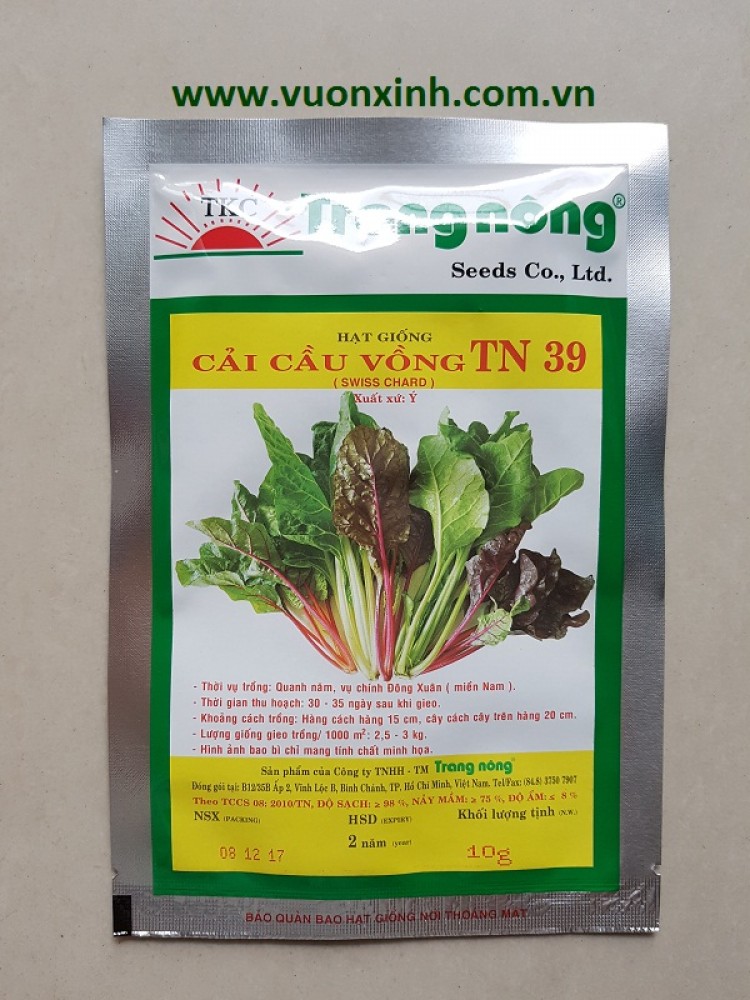 www.vuonxinh.com.vn
TKC
Trang nông®
Seeds Co., Ltd.
HẠT GIỐNG
CẢI CẦU VỒNG TN 39
( SWISS CHARD )
Xuất xứ: Ý
- Thời vụ trồng: Quanh năm, vụ chính Đông Xuân ( miền Nam ).
- Thời gian thu hoạch: 30 - 35 ngày sau khi gieo.
- Khoảng cách trồng: Hàng cách hàng 15 cm, cây cách cây trên hàng 20 cm.
- Lượng giống gieo trồng/ 1000 m²: 2,5 - 3 kg.
- Hình ảnh bao bì chỉ mang tính chất minh họa.
Sản phẩm của Công ty TNHH - TM Trang nông®
Đóng gói tại: B12/35B Ấp 2, Vĩnh Lộc B, Bình Chánh, TP. Hồ Chí Minh, Việt Nam. Tel/Fax: (84.8) 3750 7907
Theo TCCS 08: 2010/TN, ĐỘ SẠCH: ≥ 98 %, NẢY MẦM: ≥ 75 %, ĐỘ ẨM: ≤ 8 %
NSX (PACKING) HSD (EXPIRY) Khối lượng tịnh (N.W.)
08 12 17 2 năm (year) 10g
BẢO QUẢN BAO HẠT GIỐNG NƠI THOÁNG MÁT